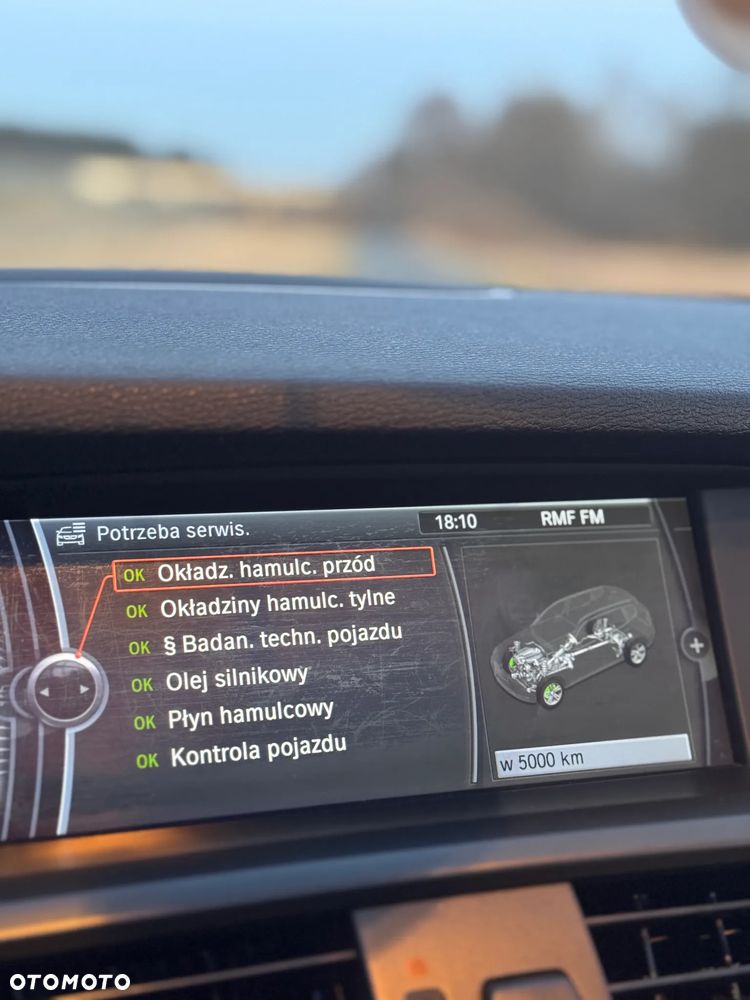 Potrzeba serwis.
18:10
RMF FM
OK Okładz. hamulc. przód
OK Okładziny hamulc. tylne
OK § Badan. techn. pojazdu
OK Olej silnikowy
OK Płyn hamulcowy
OK Kontrola pojazdu
w 5000 km
OTOMOTO